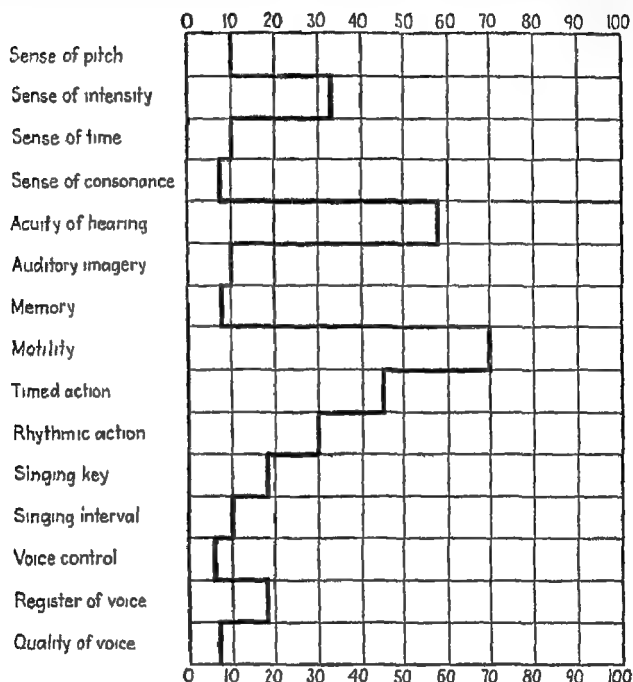 0 10 20 30 40 50 60 70 80 90 100
Sense of pitch
Sense of intensity
Sense of time
Sense of consonance
Acuity of hearing
Auditory imagery
Memory
Motility
Timed action
Rhythmic action
Singing key
Singing interval
Voice control
Register of voice
Quality of voice
0 10 20 30 40 50 60 70 80 90 100